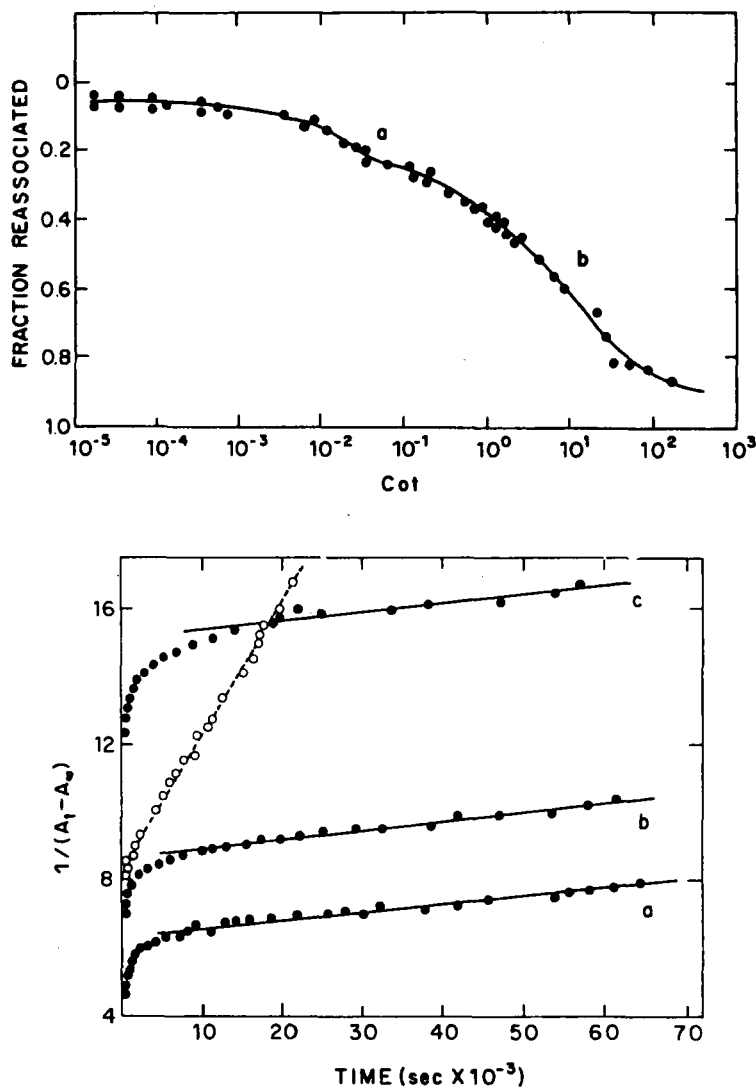 FRACTION REASSOCIATED
0
0.2
0.4
0.6
0.8
1.0
a
b
10⁻⁵ 10⁻⁴ 10⁻³ 10⁻² 10⁻¹ 10⁰ 10¹ 10² 10³
Cot
1/(Aₜ-A∞)
16
12
8
4
c
b
a
10 20 30 40 50 60 70
TIME (sec X10⁻³)